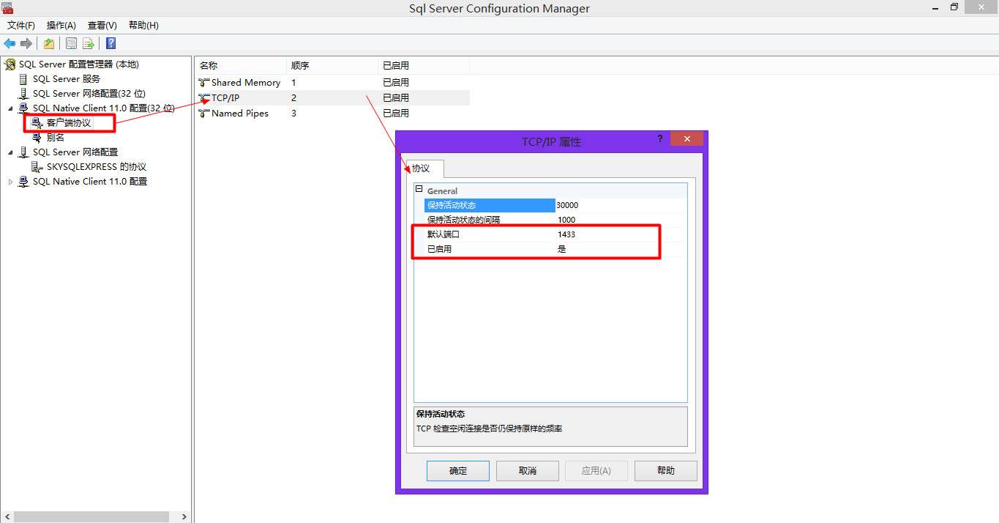 Sql Server Configuration Manager
文件(F) 操作(A) 查看(V) 帮助(H)
SQL Server 配置管理器 (本地)
SQL Server 服务
SQL Server 网络配置(32 位)
SQL Native Client 11.0 配置(32 位)
客户端协议
别名
SQL Server 网络配置
SKYSQLEXPRESS 的协议
SQL Native Client 11.0 配置
名称 顺序 已启用
Shared Memory 1 已启用
TCP/IP 2 已启用
Named Pipes 3 已启用
TCP/IP 属性
协议
General
保持活动状态 30000
保持活动状态的间隔 1000
默认端口 1433
已启用 是
保持活动状态
TCP 检查空闲连接是否仍保持原样的频率
确定 取消 应用(A) 帮助